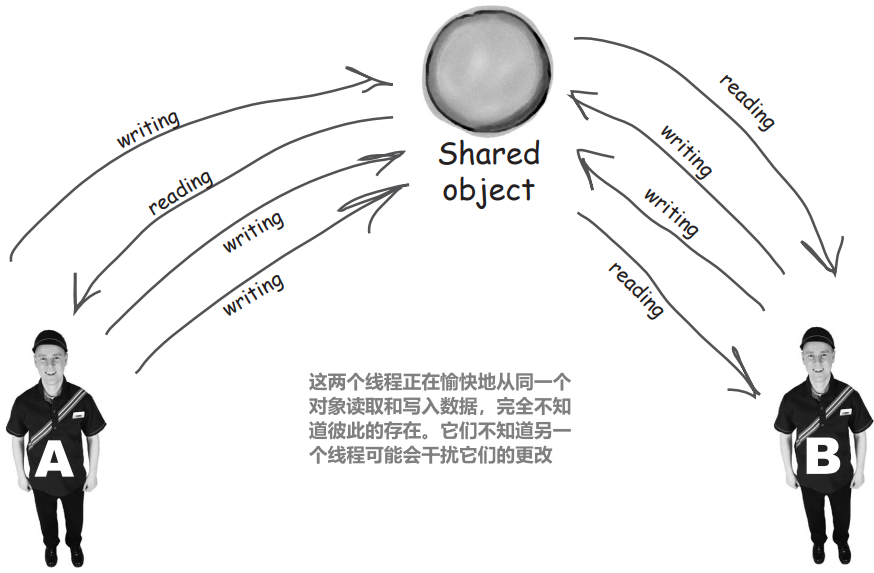 Shared
object
writing
reading
writing
writing
reading
writing
writing
reading
这两个线程正在愉快地从同一个
对象读取和写入数据，完全不知
道彼此的存在。它们不知道另一
个线程可能会干扰它们的更改
A
B